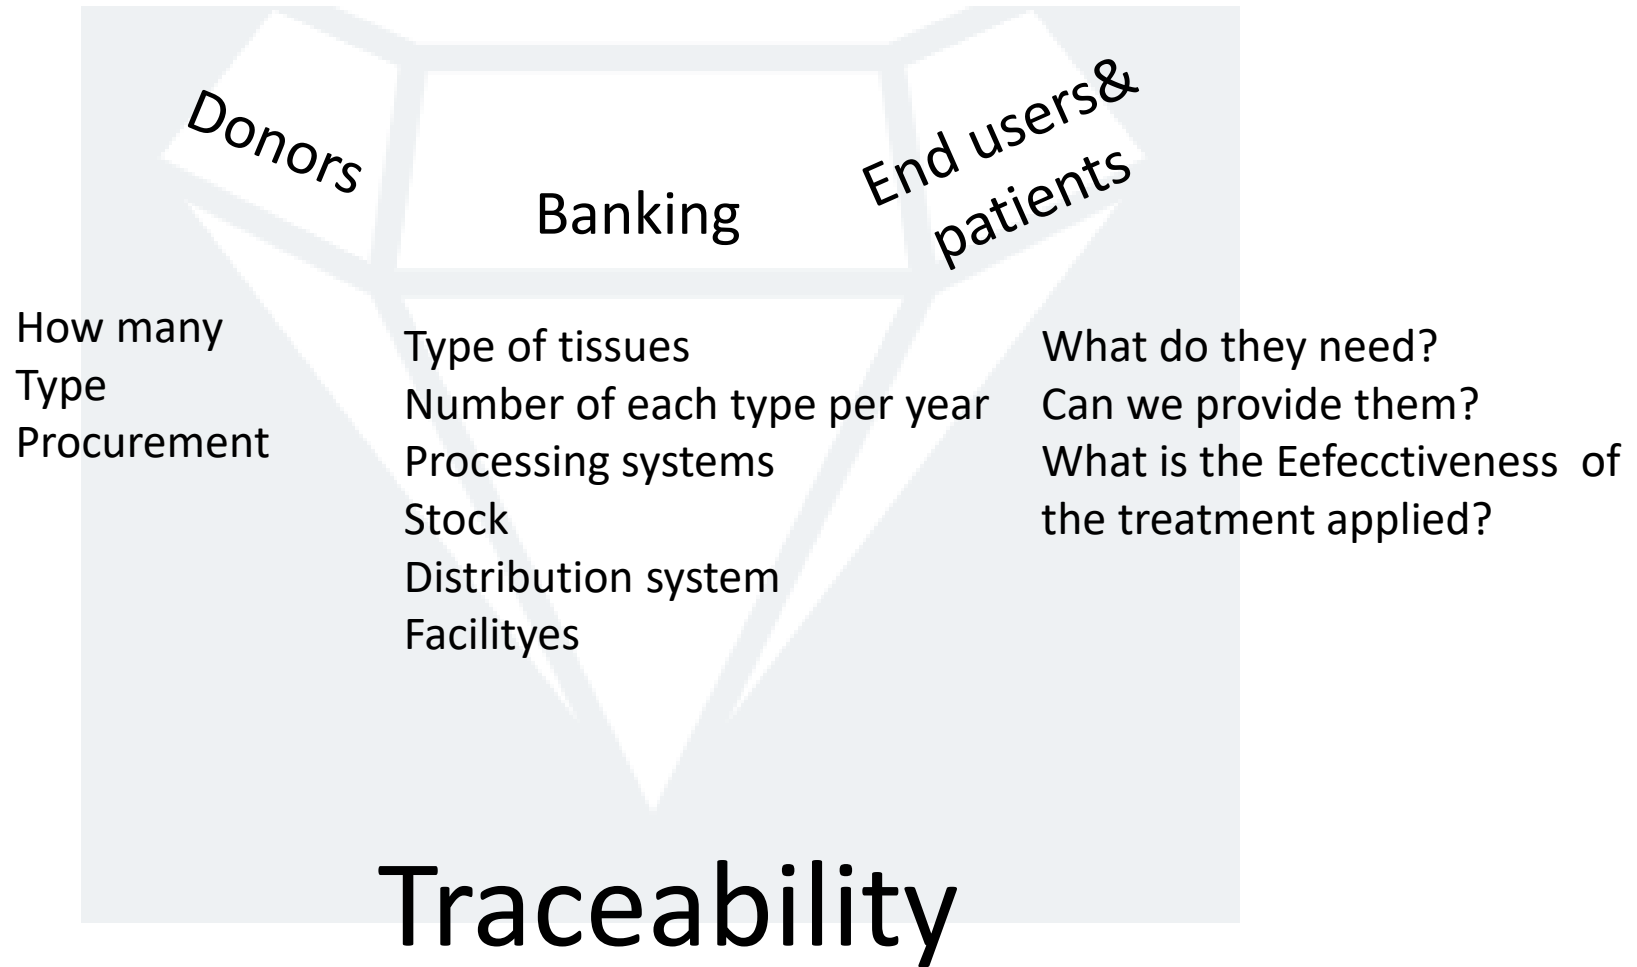 Donors
Banking
End users&
patients
How many
Type
Procurement
Type of tissues
Number of each type per year
Processing systems
Stock
Distribution system
Facilityes
What do they need?
Can we provide them?
What is the Eefecctiveness of
the treatment applied?
Traceability